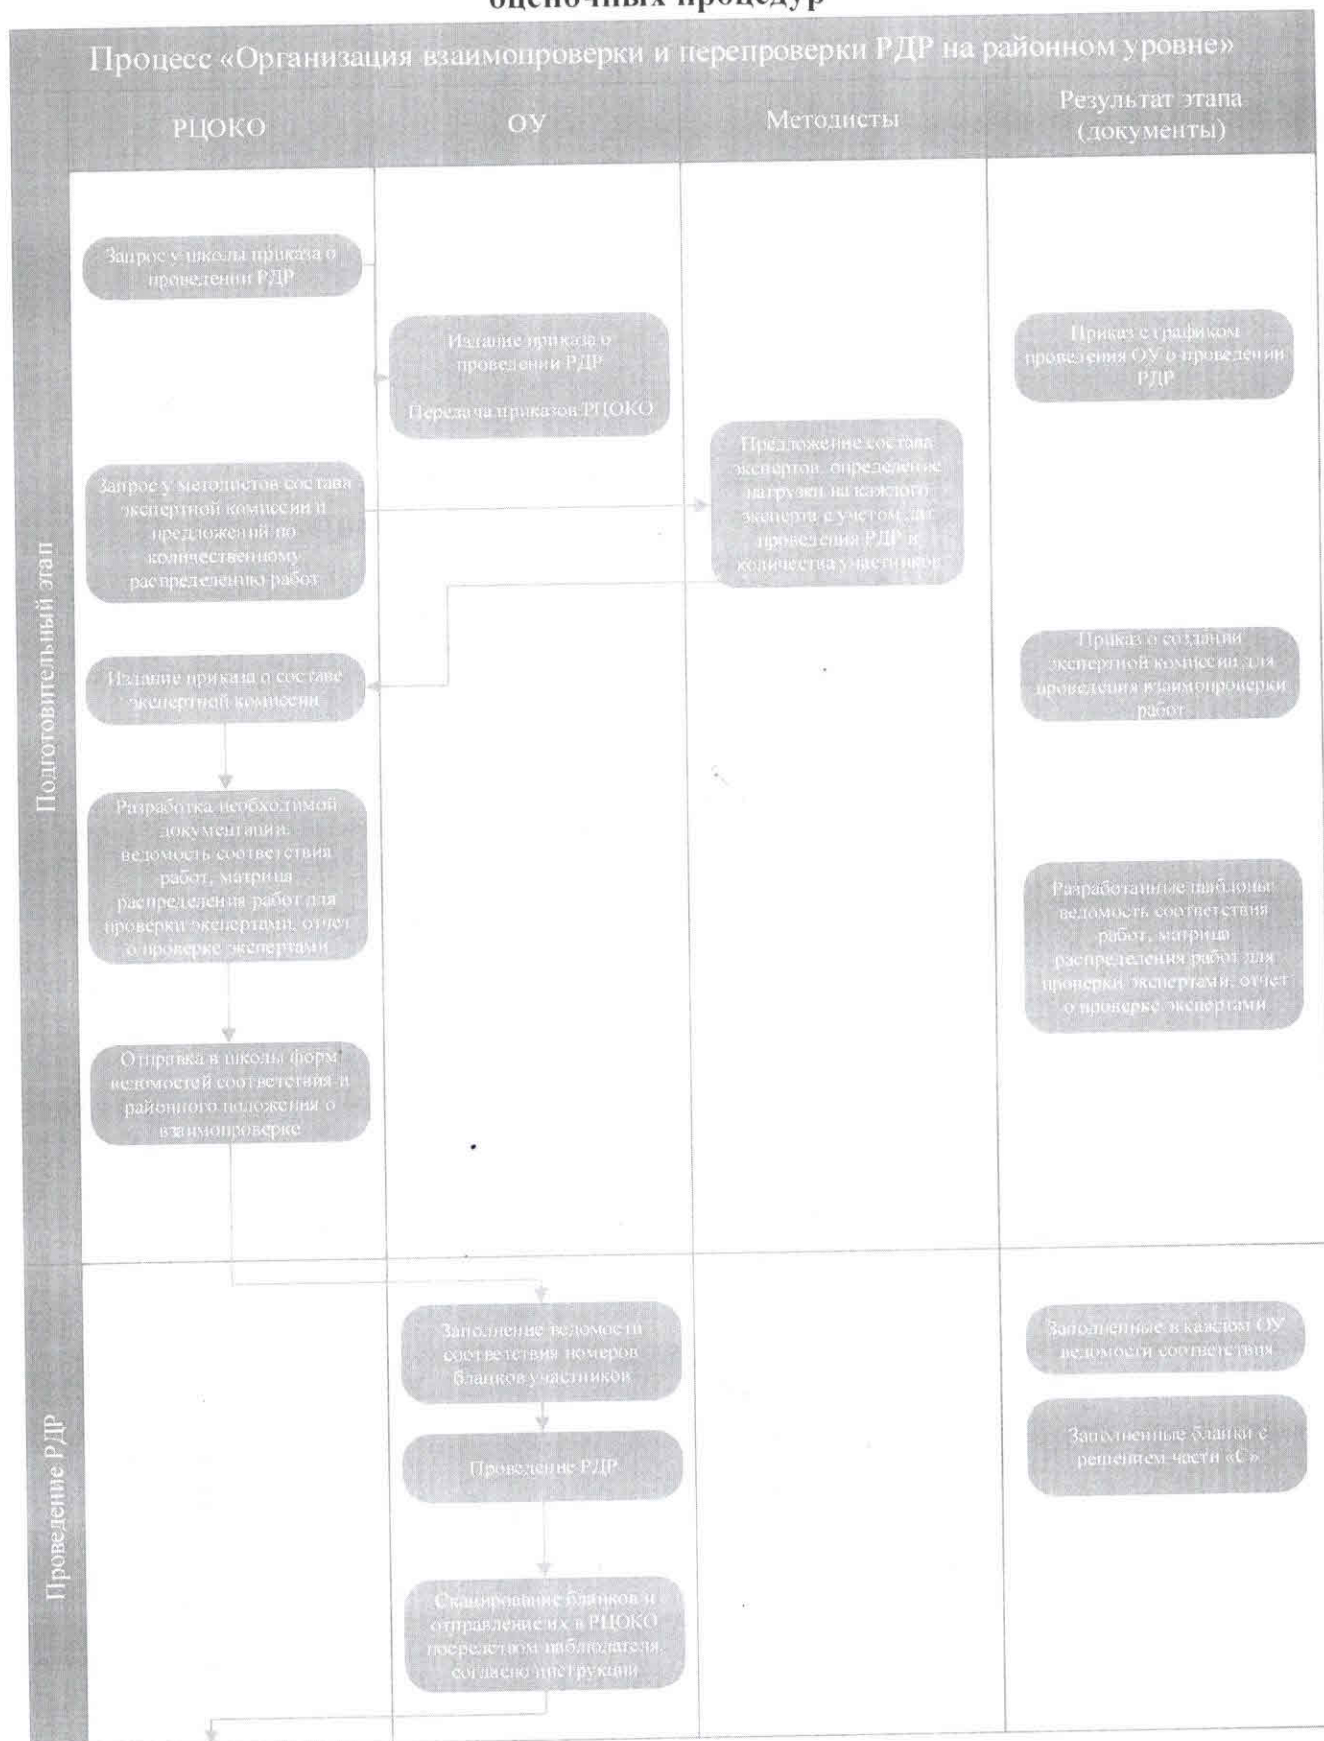 оценочных процедур
Процесс «Организация взаимопроверки и перепроверки РДР на районном уровне»
РЦОКО
ОУ
Методисты
Результат этапа
(документы)
Подготовительный этап
Запрос у школы приказа о
проведении РДР
Издание приказа о
проведении РДР
Передача приказов РЦОКО
Приказ с графиком
проведения ОУ о проведении
РДР
Запрос у методистов состава
экспертной комиссии и
предложений по
количественному
распределению работ
Предложение состава
экспертов, определение
нагрузки на каждого
эксперта с учетом дат
проведения РДР и
количества участников
Издание приказа о составе
экспертной комиссии
Приказ о создании
экспертной комиссии для
проведения взаимопроверки
работ
Разработка необходимой
документации:
ведомость соответствия
работ, матрица
распределения работ для
проверки экспертами, отчет
о проверке экспертами
Разработанные шаблоны:
ведомость соответствия
работ, матрица
распределения работ для
проверки экспертами, отчет
о проверке экспертами
Отправка в школы форм
ведомостей соответствия и
районного положения о
взаимопроверке
Проведение РДР
Заполнение ведомости
соответствия номеров
бланков участников
Заполненные в каждом ОУ
ведомости соответствия
Проведение РДР
Заполненные бланки с
решением части «С»
Сканирование бланков и
отправление их в РЦОКО
посредством наблюдателя,
согласно инструкции